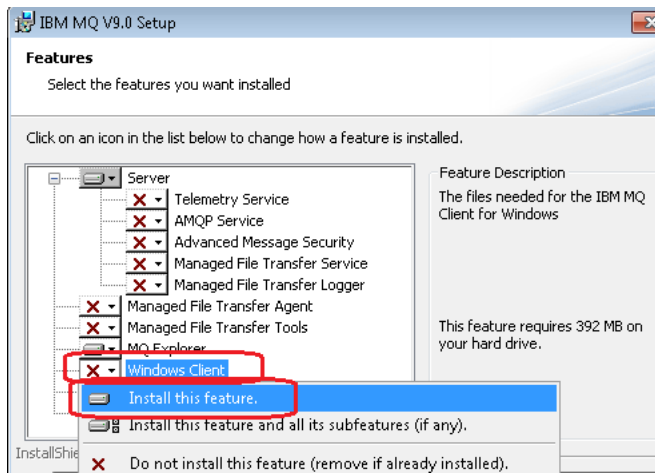 IBM MQ V9.0 Setup
Features
Select the features you want installed
Click on an icon in the list below to change how a feature is installed.
Server
Telemetry Service
AMQP Service
Advanced Message Security
Managed File Transfer Service
Managed File Transfer Logger
Managed File Transfer Agent
Managed File Transfer Tools
MQ Explorer
Windows Client
Install this feature.
Install this feature and all its subfeatures (if any).
Do not install this feature (remove if already installed).
Feature Description
The files needed for the IBM MQ
Client for Windows
This feature requires 392 MB on
your hard drive.
InstallShie